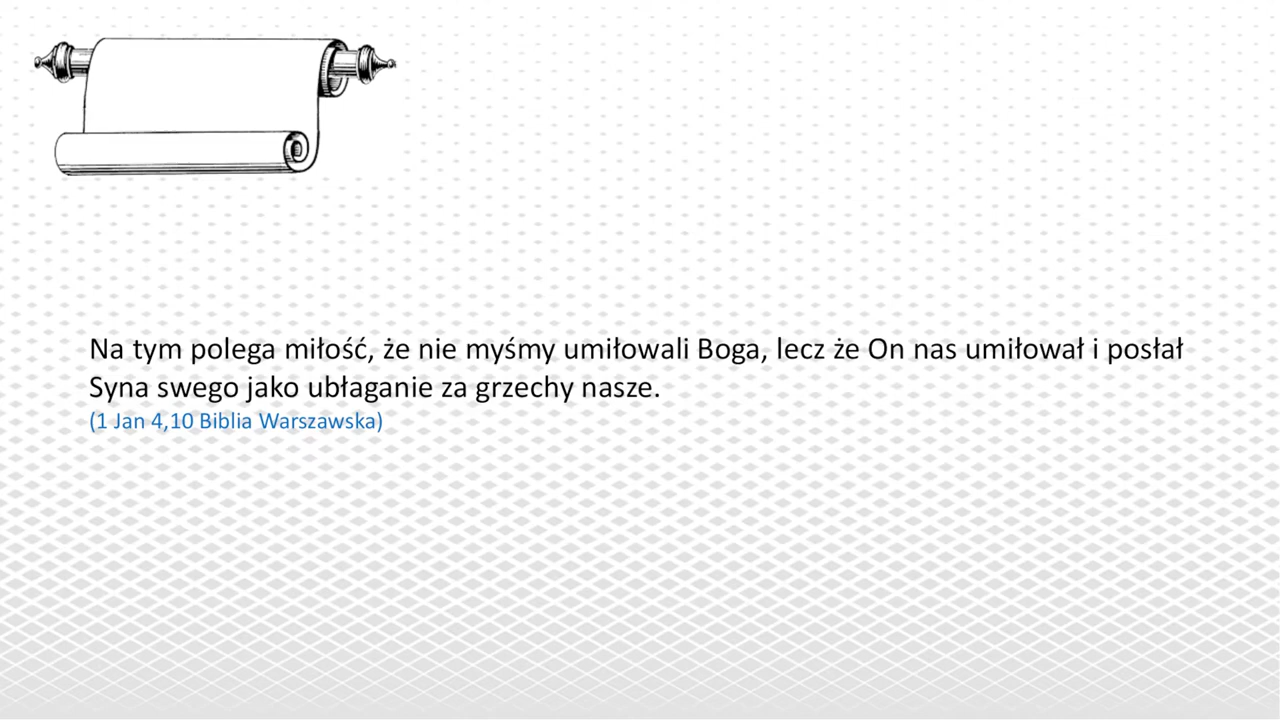 Na tym polega miłość, że nie myśmy umiłowali Boga, lecz że On nas umiłował i posłał
Syna swego jako ubłaganie za grzechy nasze.
(1 Jan 4,10 Biblia Warszawska)